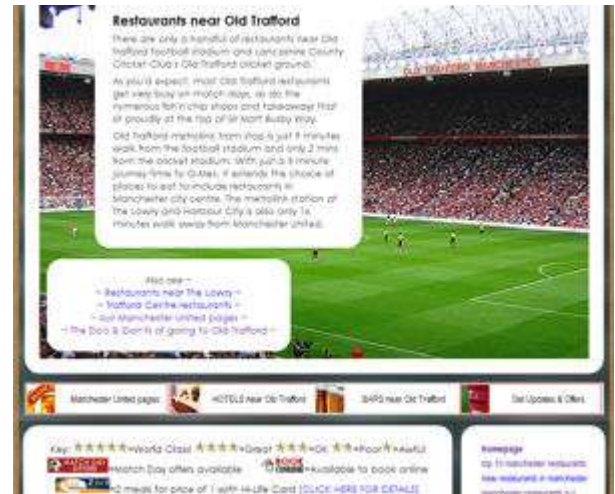 Restaurants near Old Trafford
There are only a handful of restaurants near Old
Trafford football stadium and Lancashire County
Cricket Club's Old Trafford cricket ground.
As you'd expect, most Old Trafford restaurants
get very busy on match days, as do the
numerous fish'n chip shops and takeaways that
sit proudly at the top of Sir Matt Busby Way.
Old Trafford metrolink tram stop is just 9 minutes
walk from the football stadium and only 2 mins
from the cricket stadium. With just a 5 minute
journey time to G-Mex, it extends the choice of
places to eat to include restaurants in
Manchester city centre. The metrolink station at
The Lowry and Harbour City is also only 14
minutes walk away from Manchester United.
OLD TRAFFORD MANCHESTER
Also see ~
~ Restaurants near The Lowry ~
~ Trafford Centre restaurants ~
~ our Manchester United pages ~
~ The Do's & Don'ts of going to Old Trafford ~
Manchester United pages
HOTELS near Old Trafford
BARS near Old Trafford
Get Updates & Offers
Key: =World Class =Great =OK =Poor =Awful
MATCH DAY =Match Day offers available BOOK =Available to book online
=2 meals for price of 1 with Hi-Life Card [CLICK HERE FOR DETAILS]
Homepage
Top 10 manchester restaurants
New restaurants in manchester